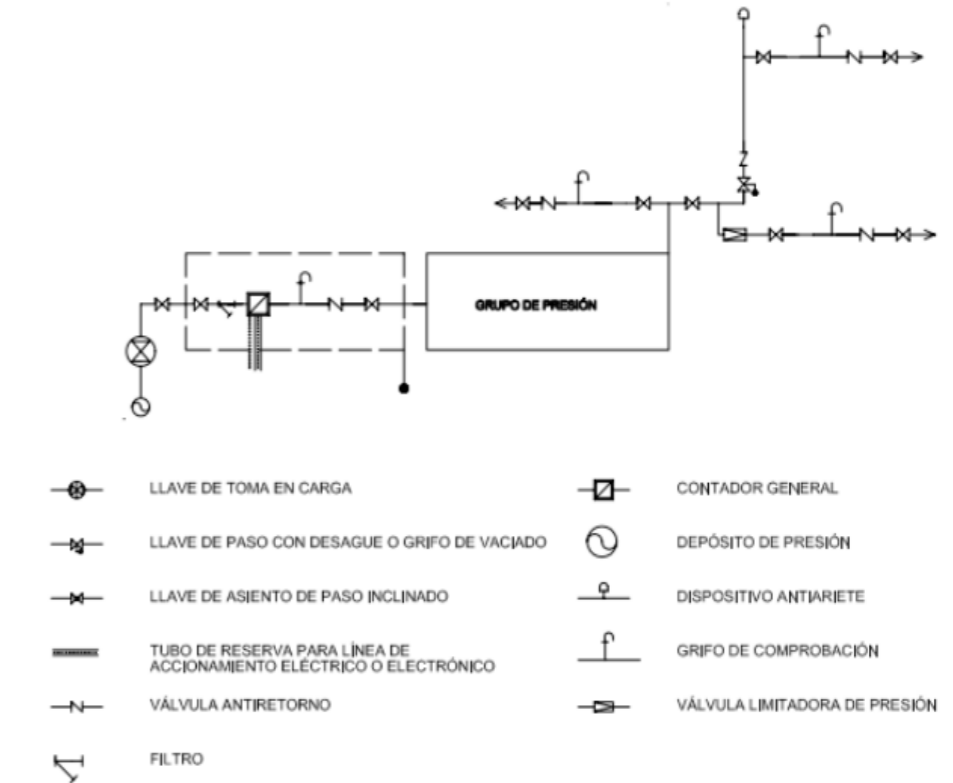 GRUPO DE PRESIÓN
LLAVE DE TOMA EN CARGA
CONTADOR GENERAL
LLAVE DE PASO CON DESAGUE O GRIFO DE VACIADO
DEPÓSITO DE PRESIÓN
LLAVE DE ASIENTO DE PASO INCLINADO
DISPOSITIVO ANTIARIETE
TUBO DE RESERVA PARA LÍNEA DE
ACCIONAMIENTO ELÉCTRICO O ELECTRÓNICO
GRIFO DE COMPROBACIÓN
VÁLVULA ANTIRETORNO
VÁLVULA LIMITADORA DE PRESIÓN
FILTRO